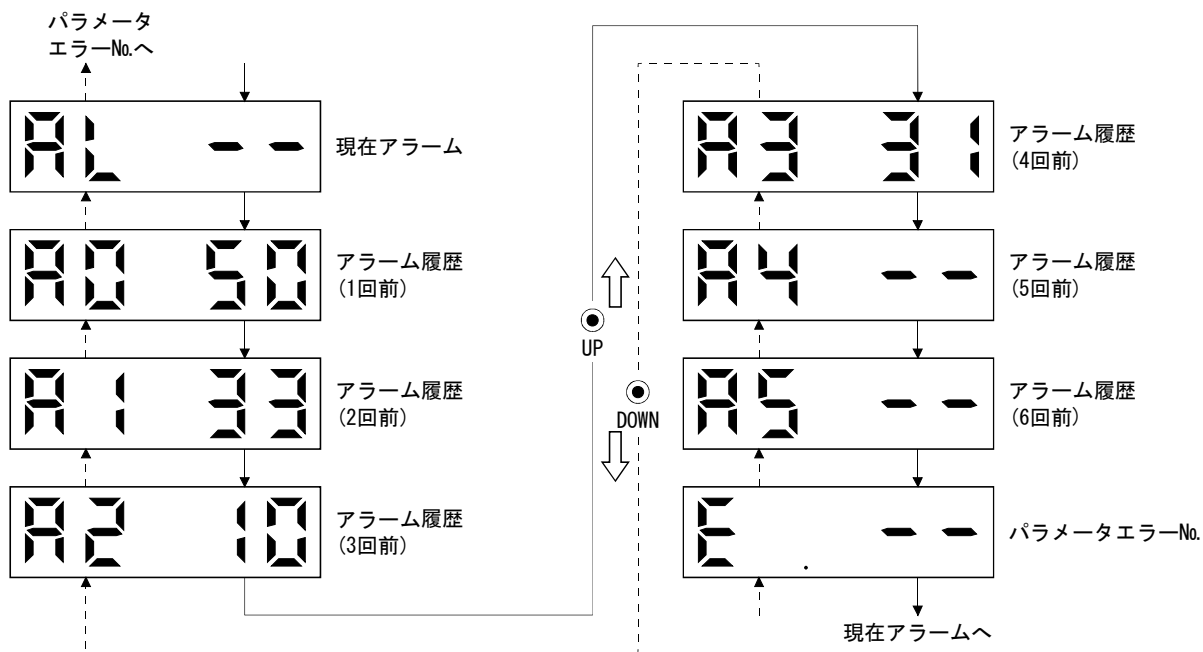 パラメータ
エラー№へ
AL --
現在アラーム
A0 50
アラーム履歴
(1回前)
A1 33
アラーム履歴
(2回前)
A2 10
アラーム履歴
(3回前)
UP
DOWN
A3 31
アラーム履歴
(4回前)
A4 --
アラーム履歴
(5回前)
A5 --
アラーム履歴
(6回前)
E. --
パラメータエラー№
現在アラームへ